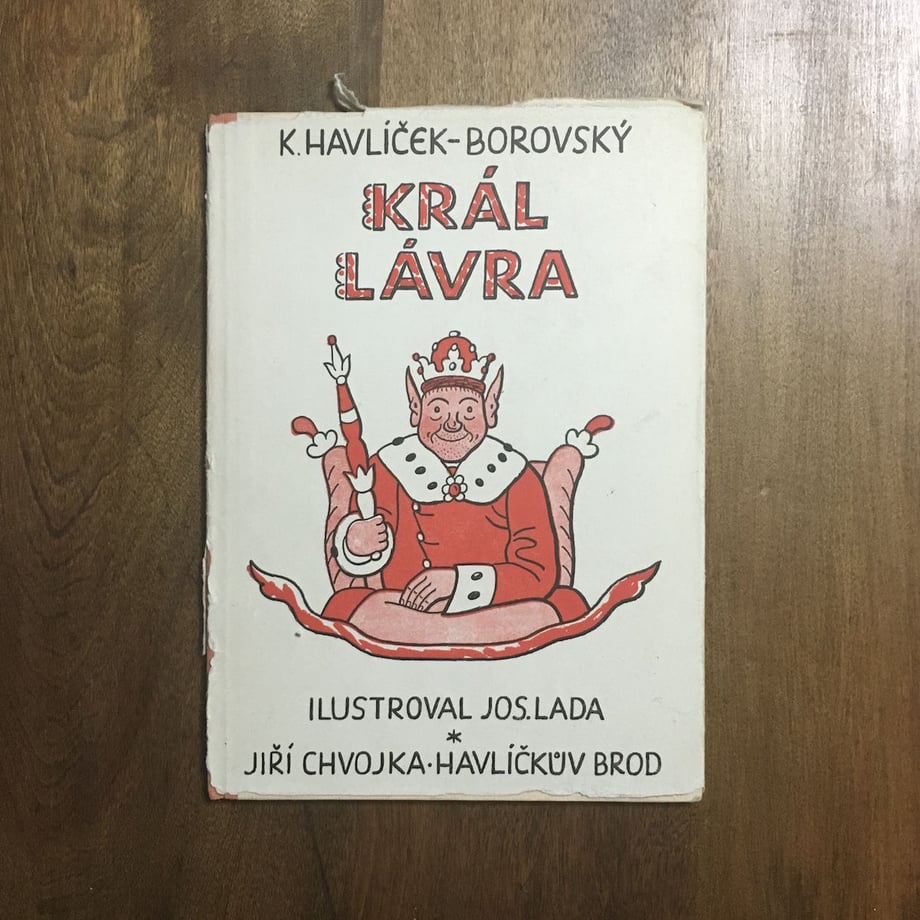 K. HAVLÍČEK-BOROVSKÝ
KRÁL
LÁVRA
ILUSTROVAL JOS. LADA
*
JIŘÍ CHVOJKA · HAVLÍČKŮV BROD